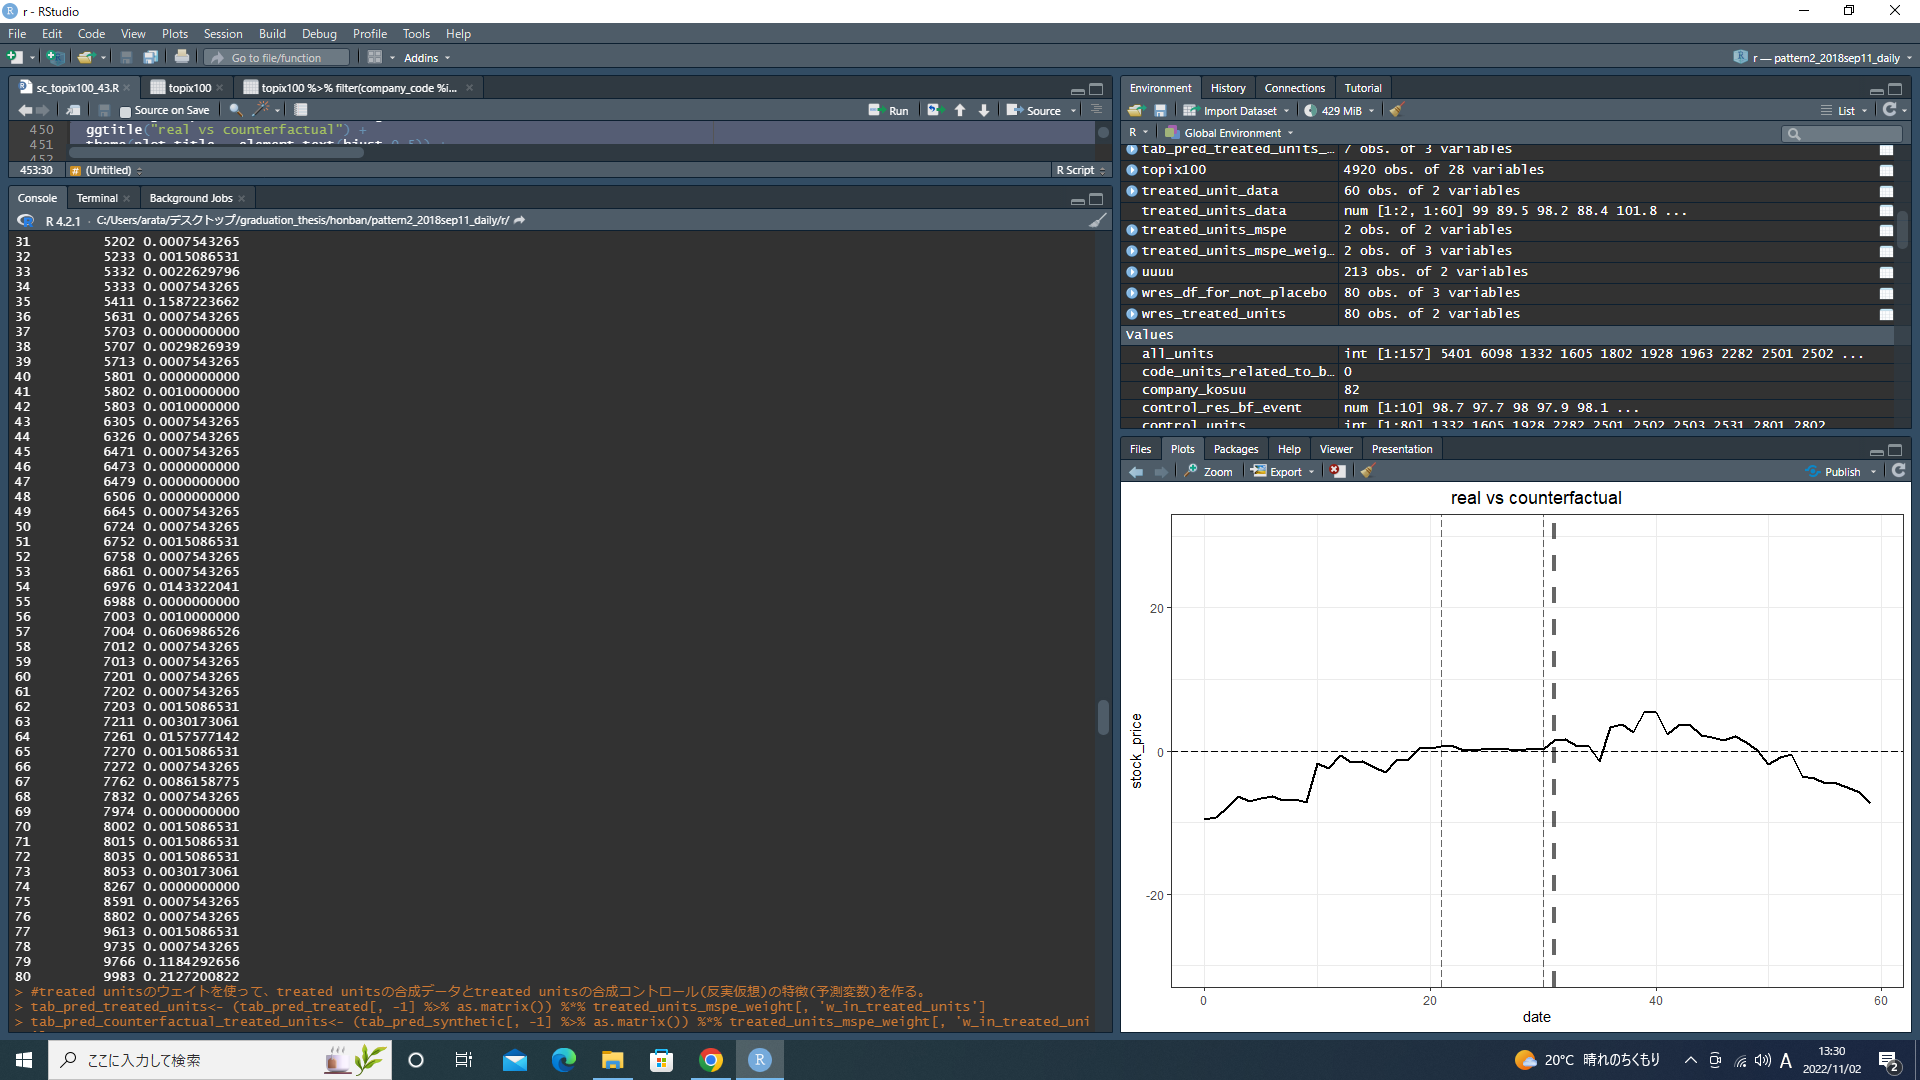 r - RStudio
File Edit Code View Plots Session Build Debug Profile Tools Help
Go to file/function Addins
r — pattern2_2018sep11_daily
sc_topix100_43.R topix100 topix100 %>% filter(company_code %i...
Source on Save Run Source
450 ggtitle("real vs counterfactual") +
451
452
453:30 (Untitled) R Script
Console Terminal Background Jobs
R 4.2.1 · C:/Users/arata/デスクトップ/graduation_thesis/honban/pattern2_2018sep11_daily/r/
31 5202 0.0007543265
32 5233 0.0015086531
33 5332 0.0022629796
34 5333 0.0007543265
35 5411 0.1587223662
36 5631 0.0007543265
37 5703 0.0000000000
38 5707 0.0029826939
39 5713 0.0007543265
40 5801 0.0000000000
41 5802 0.0010000000
42 5803 0.0010000000
43 6305 0.0007543265
44 6326 0.0007543265
45 6471 0.0007543265
46 6473 0.0000000000
47 6479 0.0000000000
48 6506 0.0000000000
49 6645 0.0007543265
50 6724 0.0007543265
51 6752 0.0015086531
52 6758 0.0007543265
53 6861 0.0007543265
54 6976 0.0143322041
55 6988 0.0000000000
56 7003 0.0010000000
57 7004 0.0606986526
58 7012 0.0007543265
59 7013 0.0007543265
60 7201 0.0007543265
61 7202 0.0007543265
62 7203 0.0015086531
63 7211 0.0030173061
64 7261 0.0157577142
65 7270 0.0015086531
66 7272 0.0007543265
67 7762 0.0086158775
68 7832 0.0007543265
69 7974 0.0000000000
70 8002 0.0015086531
71 8015 0.0015086531
72 8035 0.0015086531
73 8053 0.0030173061
74 8267 0.0000000000
75 8591 0.0007543265
76 8802 0.0007543265
77 9613 0.0015086531
78 9735 0.0007543265
79 9766 0.1184292656
80 9983 0.2127200822
> #treated unitsのウェイトを使って、treated unitsの合成データとtreated unitsの合成コントロール(反実仮想)の特徴(予測変数)を作る。
> tab_pred_treated_units<- (tab_pred_treated[, -1] %>% as.matrix()) %*% treated_units_mspe_weight[, 'w_in_treated_units']
> tab_pred_counterfactual_treated_units<- (tab_pred_synthetic[, -1] %>% as.matrix()) %*% treated_units_mspe_weight[, 'w_in_treated_uni
Environment History Connections Tutorial
Import Dataset 429 MiB List
R Global Environment
tab_pred_treated_units_… 7 obs. of 3 variables
topix100 4920 obs. of 28 variables
treated_unit_data 60 obs. of 2 variables
treated_units_data num [1:2, 1:60] 99 89.5 98.2 88.4 101.8 ...
treated_units_mspe 2 obs. of 2 variables
treated_units_mspe_weig… 2 obs. of 3 variables
uuuu 213 obs. of 2 variables
wres_df_for_not_placebo 80 obs. of 3 variables
wres_treated_units 80 obs. of 2 variables
Values
all_units int [1:157] 5401 6098 1332 1605 1802 1928 1963 2282 2501 2502 ...
code_units_related_to_b… 0
company_kosuu 82
control_res_bf_event num [1:10] 98.7 97.7 98 97.9 98.1 ...
control_units int [1:80] 1332 1605 1928 2282 2501 2502 2503 2531 2801 2802
Files Plots Packages Help Viewer Presentation
Zoom Export Publish
real vs counterfactual
20
0
-20
stock_price
0 20 40 60
date
ここに入力して検索
20°C 晴れのちくもり
A
13:30
2022/11/02
2